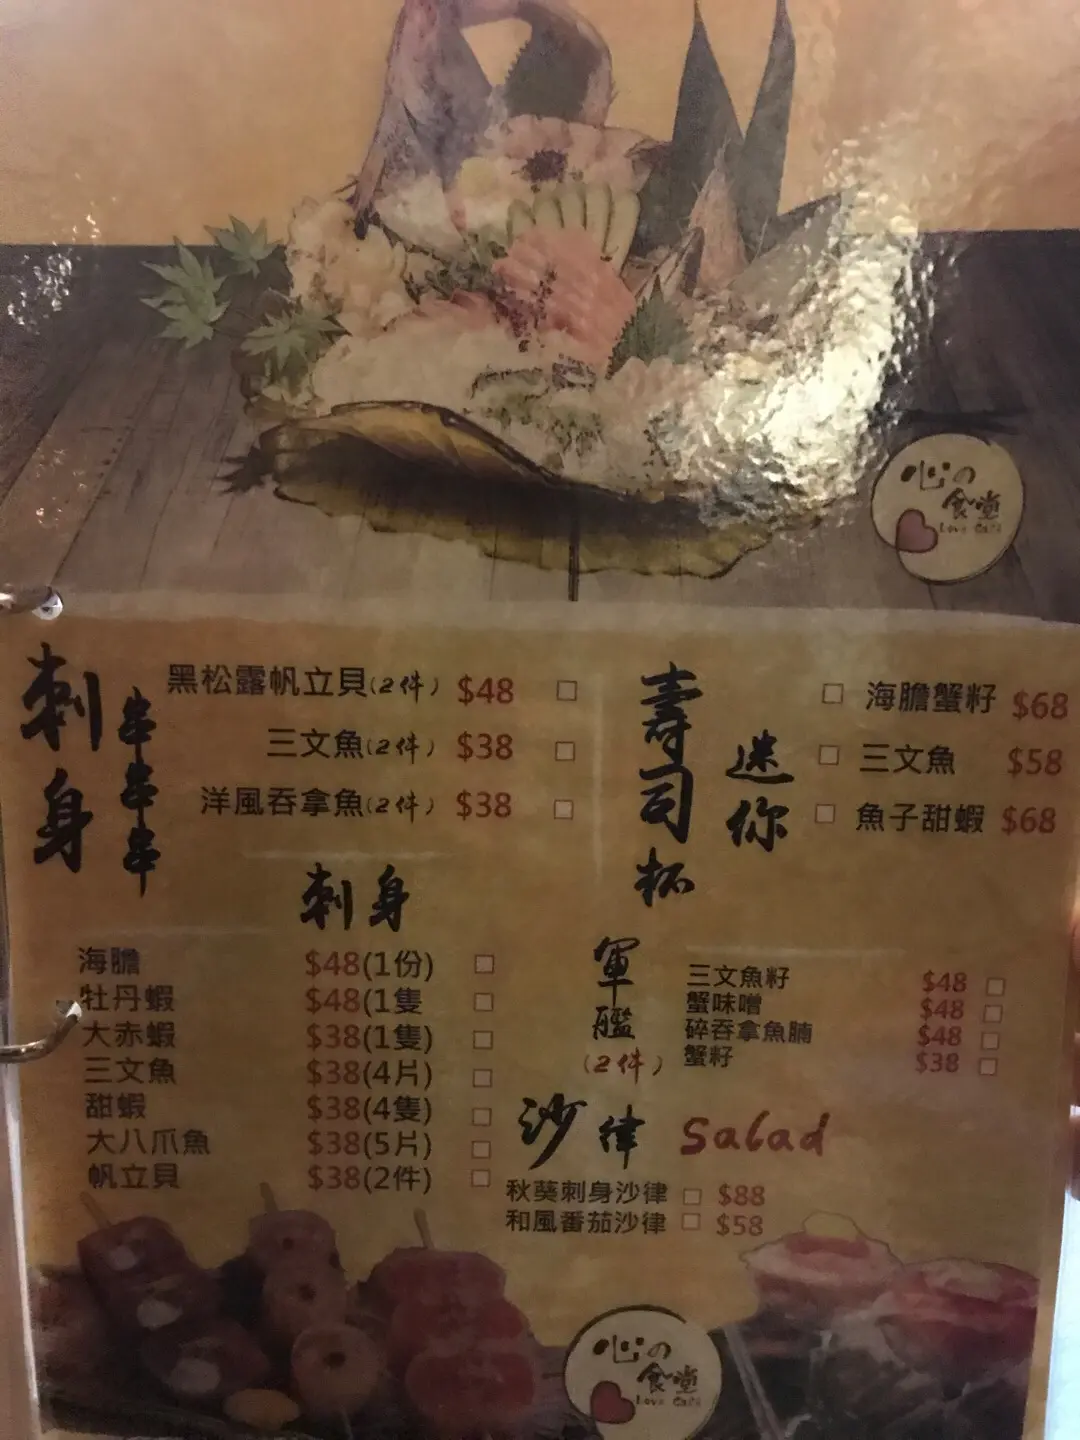 心の
食堂
Love Café
刺身
串串串
黑松露帆立貝(2件) $48 □
三文魚(2件) $38 □
洋風吞拿魚(2件) $38 □
壽司杯
迷你
□ 海膽蟹籽 $68
□ 三文魚 $58
□ 魚子甜蝦 $68
刺身
海膽 $48(1份) □
牡丹蝦 $48(1隻 □
大赤蝦 $38(1隻) □
三文魚 $38(4片) □
甜蝦 $38(4隻) □
大八爪魚 $38(5片) □
帆立貝 $38(2件) □
軍艦
(2件)
三文魚籽 $48 □
蟹味噌 $48 □
碎吞拿魚腩 $48 □
蟹籽 $38 □
沙律 Salad
秋葵刺身沙律 □ $88
和風番茄沙律 □ $58
心の
食堂
Love Café